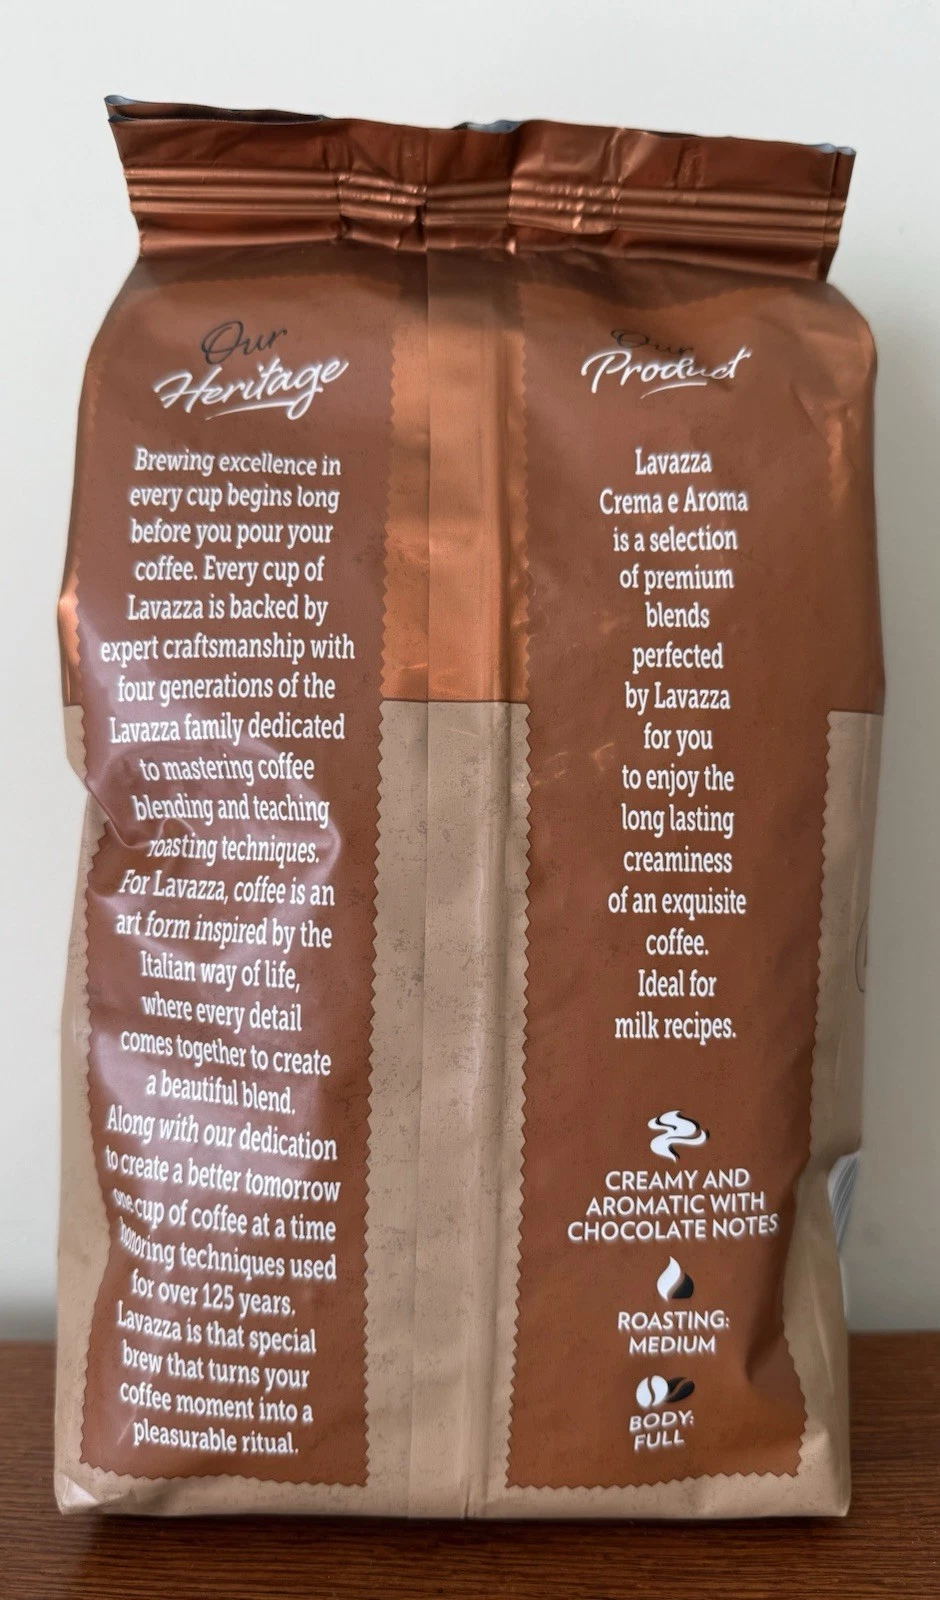 Our
Heritage
Brewing excellence in
every cup begins long
before you pour your
coffee. Every cup of
Lavazza is backed by
expert craftsmanship with
four generations of the
Lavazza family dedicated
to mastering coffee
blending and teaching
roasting techniques.
For Lavazza, coffee is an
art form inspired by the
Italian way of life,
where every detail
comes together to create
a beautiful blend.
Along with our dedication
to create a better tomorrow
one cup of coffee at a time
honoring techniques used
for over 125 years.
Lavazza is that special
brew that turns your
coffee moment into a
pleasurable ritual.
Our
Product
Lavazza
Crema e Aroma
is a selection
of premium
blends
perfected
by Lavazza
for you
to enjoy the
long lasting
creaminess
of an exquisite
coffee.
Ideal for
milk recipes.
CREAMY AND
AROMATIC WITH
CHOCOLATE NOTES
ROASTING:
MEDIUM
BODY:
FULL